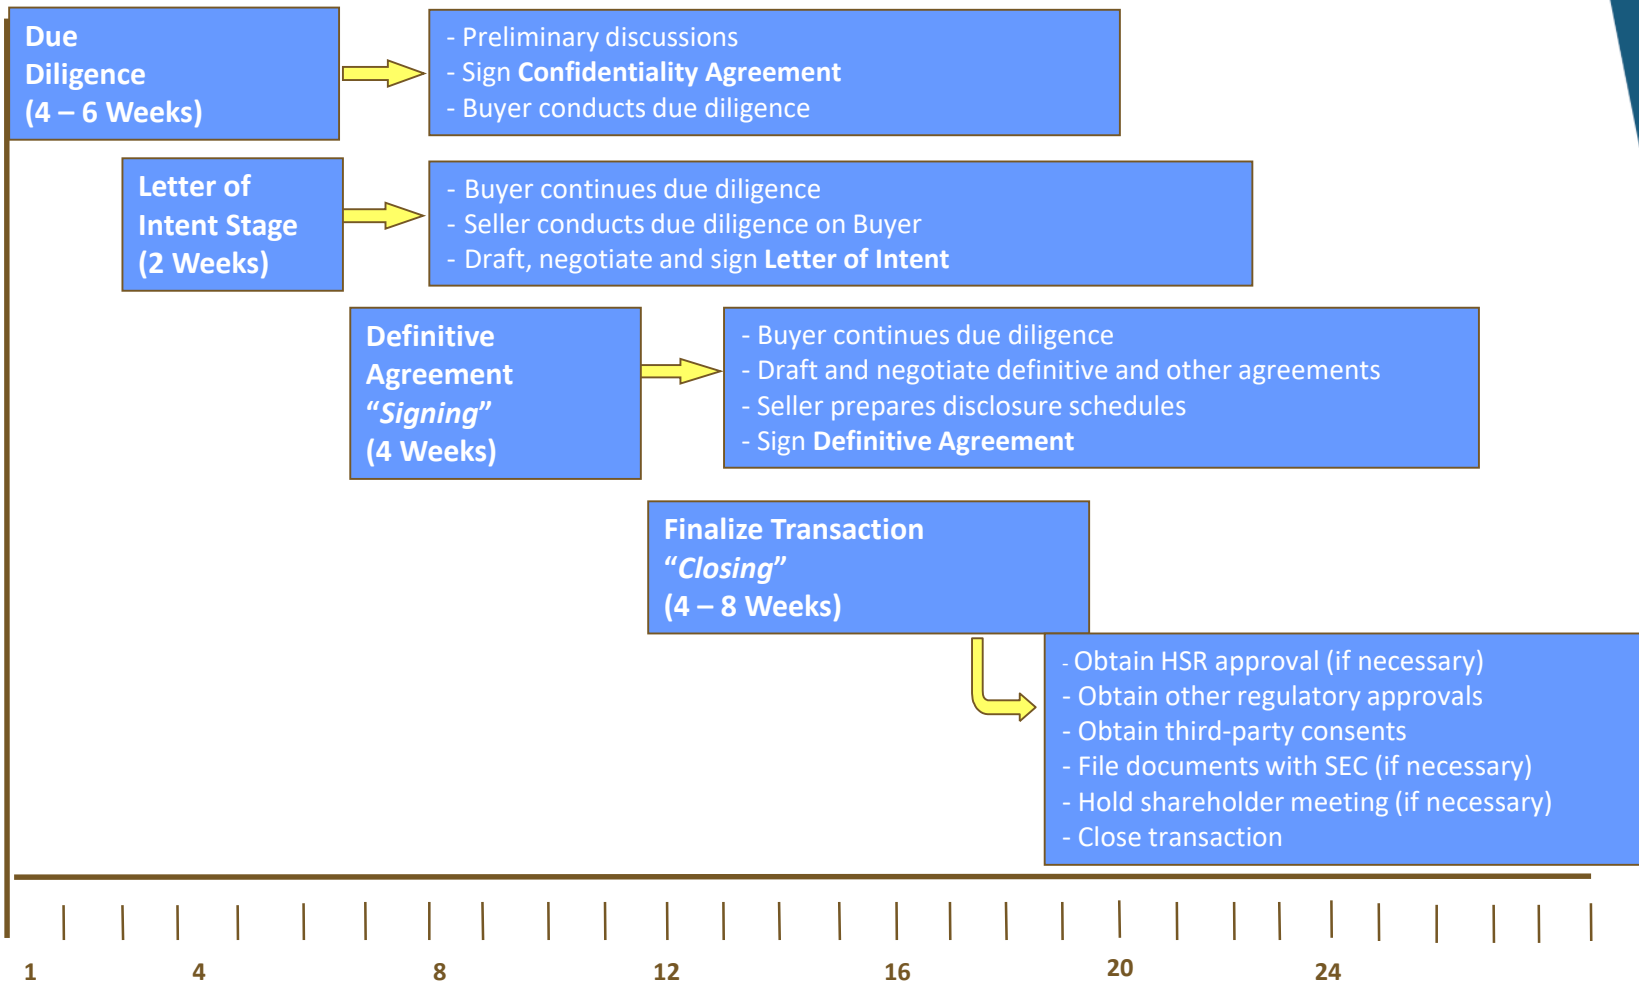 Due
Diligence
(4 – 6 Weeks)
- Preliminary discussions
- Sign Confidentiality Agreement
- Buyer conducts due diligence
Letter of
Intent Stage
(2 Weeks)
- Buyer continues due diligence
- Seller conducts due diligence on Buyer
- Draft, negotiate and sign Letter of Intent
Definitive
Agreement
“Signing”
(4 Weeks)
- Buyer continues due diligence
- Draft and negotiate definitive and other agreements
- Seller prepares disclosure schedules
- Sign Definitive Agreement
Finalize Transaction
“Closing”
(4 – 8 Weeks)
- Obtain HSR approval (if necessary)
- Obtain other regulatory approvals
- Obtain third-party consents
- File documents with SEC (if necessary)
- Hold shareholder meeting (if necessary)
- Close transaction
1 4 8 12 16 20 24